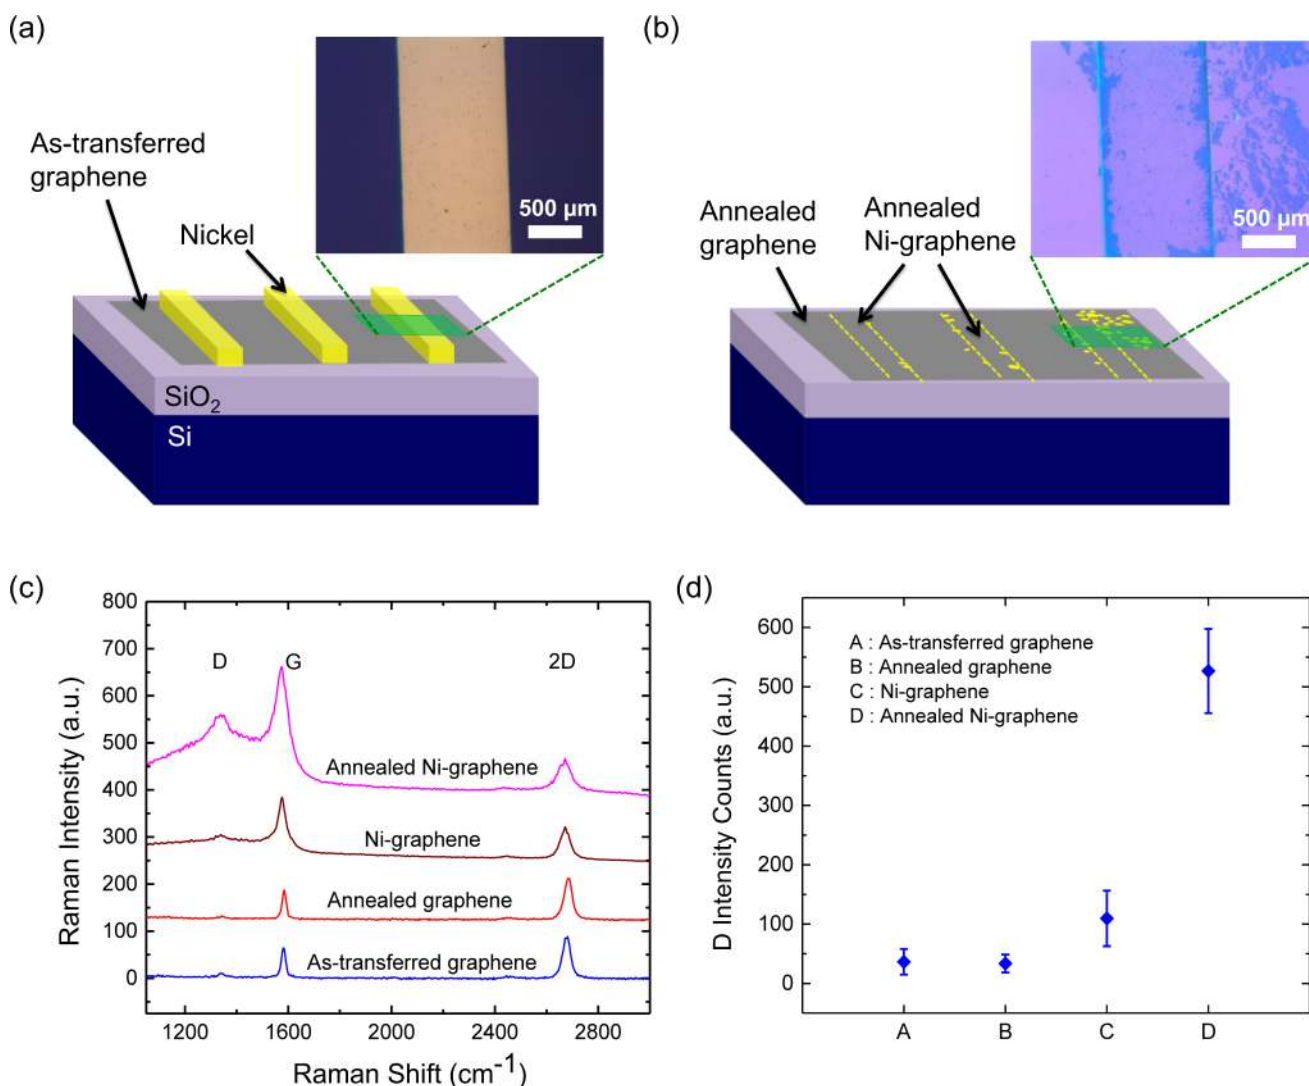 (a)
As-transferred
graphene
Nickel
500 µm
SiO2
Si
(b)
Annealed
graphene
Annealed
Ni-graphene
500 µm
(c)
Raman Intensity (a.u.)
800
700
600
500
400
300
200
100
0
D
G
2D
Annealed Ni-graphene
Ni-graphene
Annealed graphene
As-transferred graphene
1200
1600
2000
2400
2800
Raman Shift (cm-1)
(d)
D Intensity Counts (a.u.)
600
500
400
300
200
100
0
A : As-transferred graphene
B : Annealed graphene
C : Ni-graphene
D : Annealed Ni-graphene
A
B
C
D